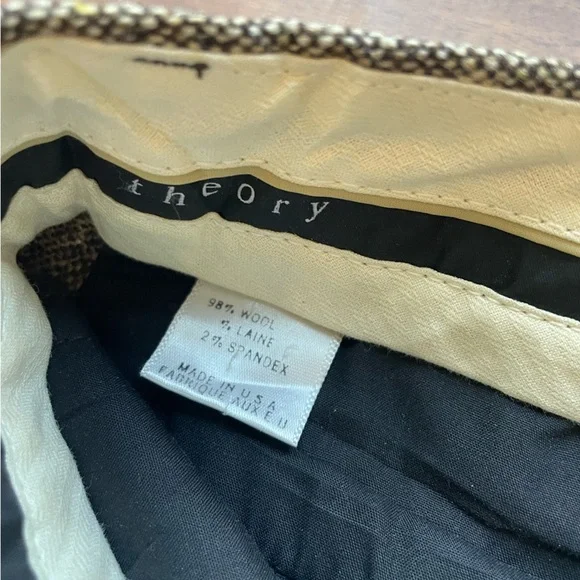 theory
98% WOOL
% LAINE
2% SPANDEX
MADE IN U.S.A
FABRIQUE AUX E.U